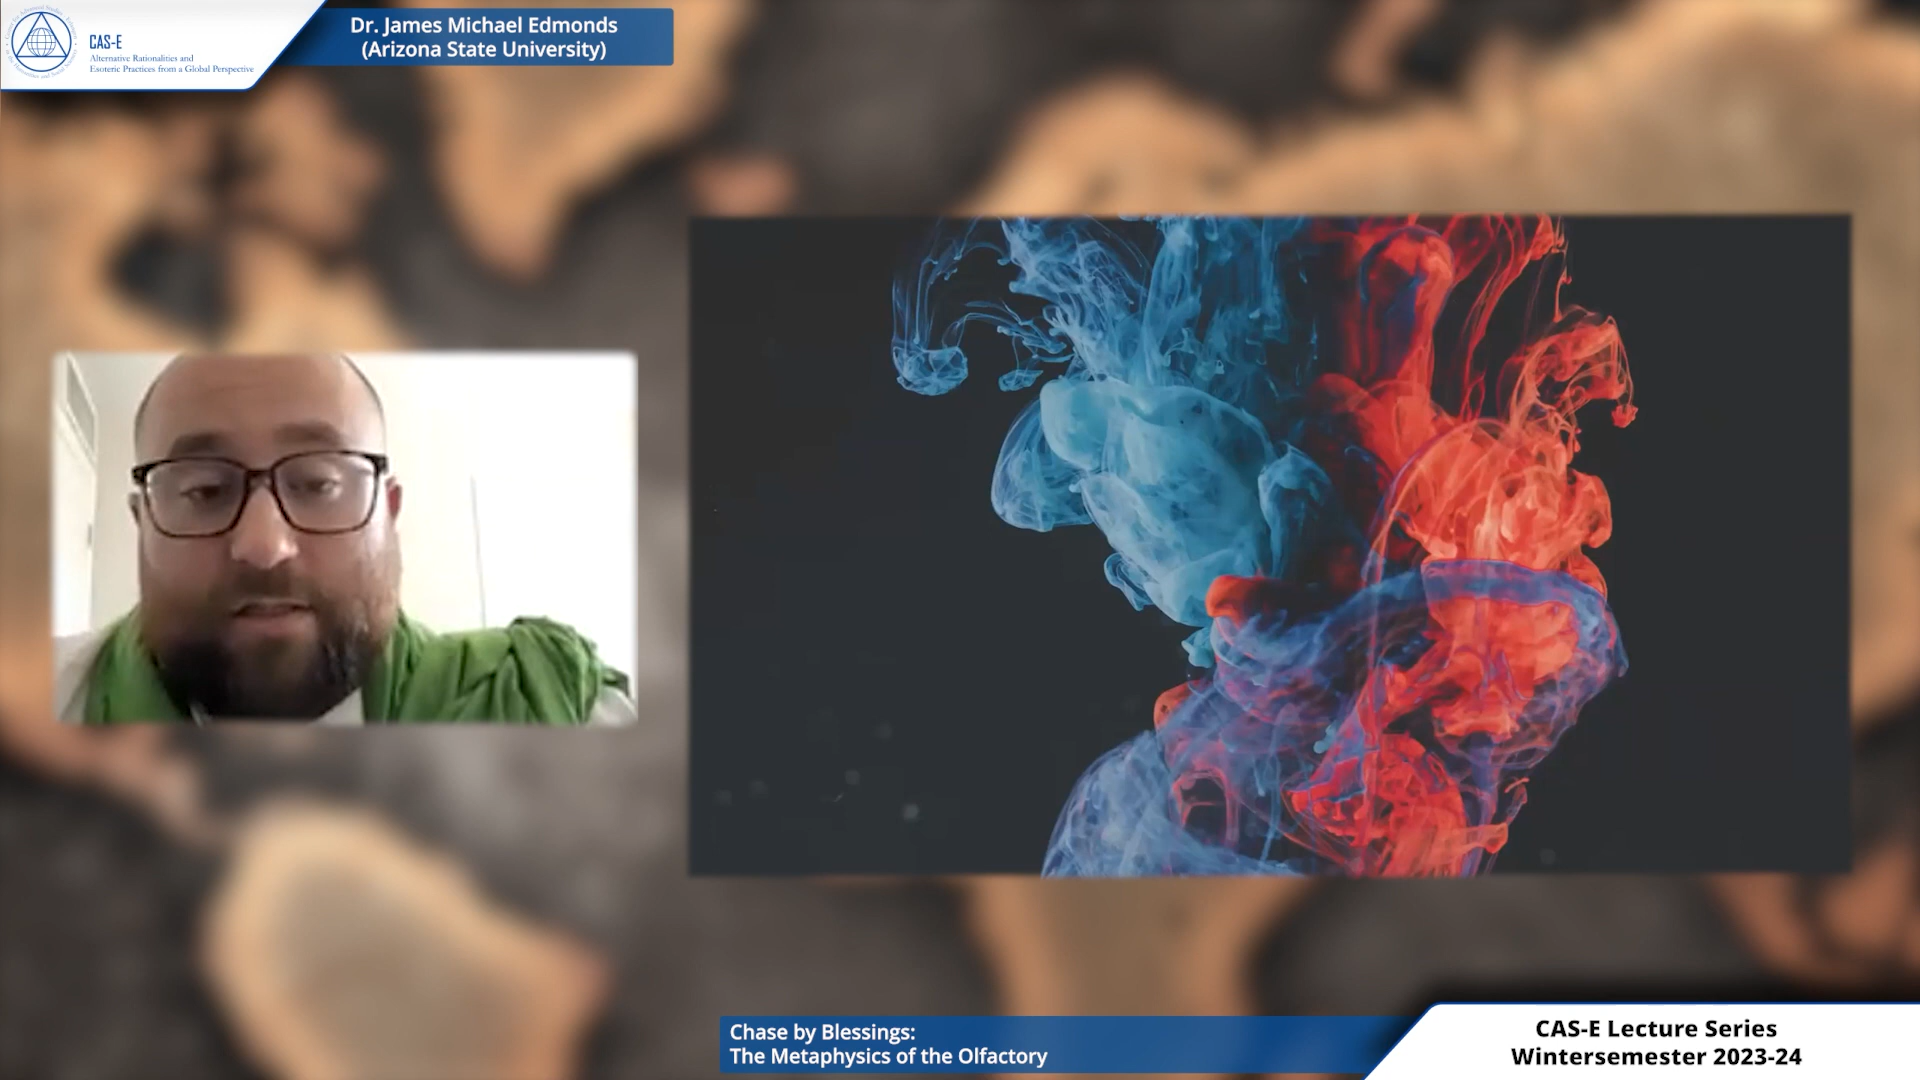 Dr. James Michael Edmonds
(Arizona State University)
CAS-E
Alternative Rationalities and
Esoteric Practices from a Global Perspective
Chase by Blessings:
The Metaphysics of the Olfactory
CAS-E Lecture Series
Wintersemester 2023-24